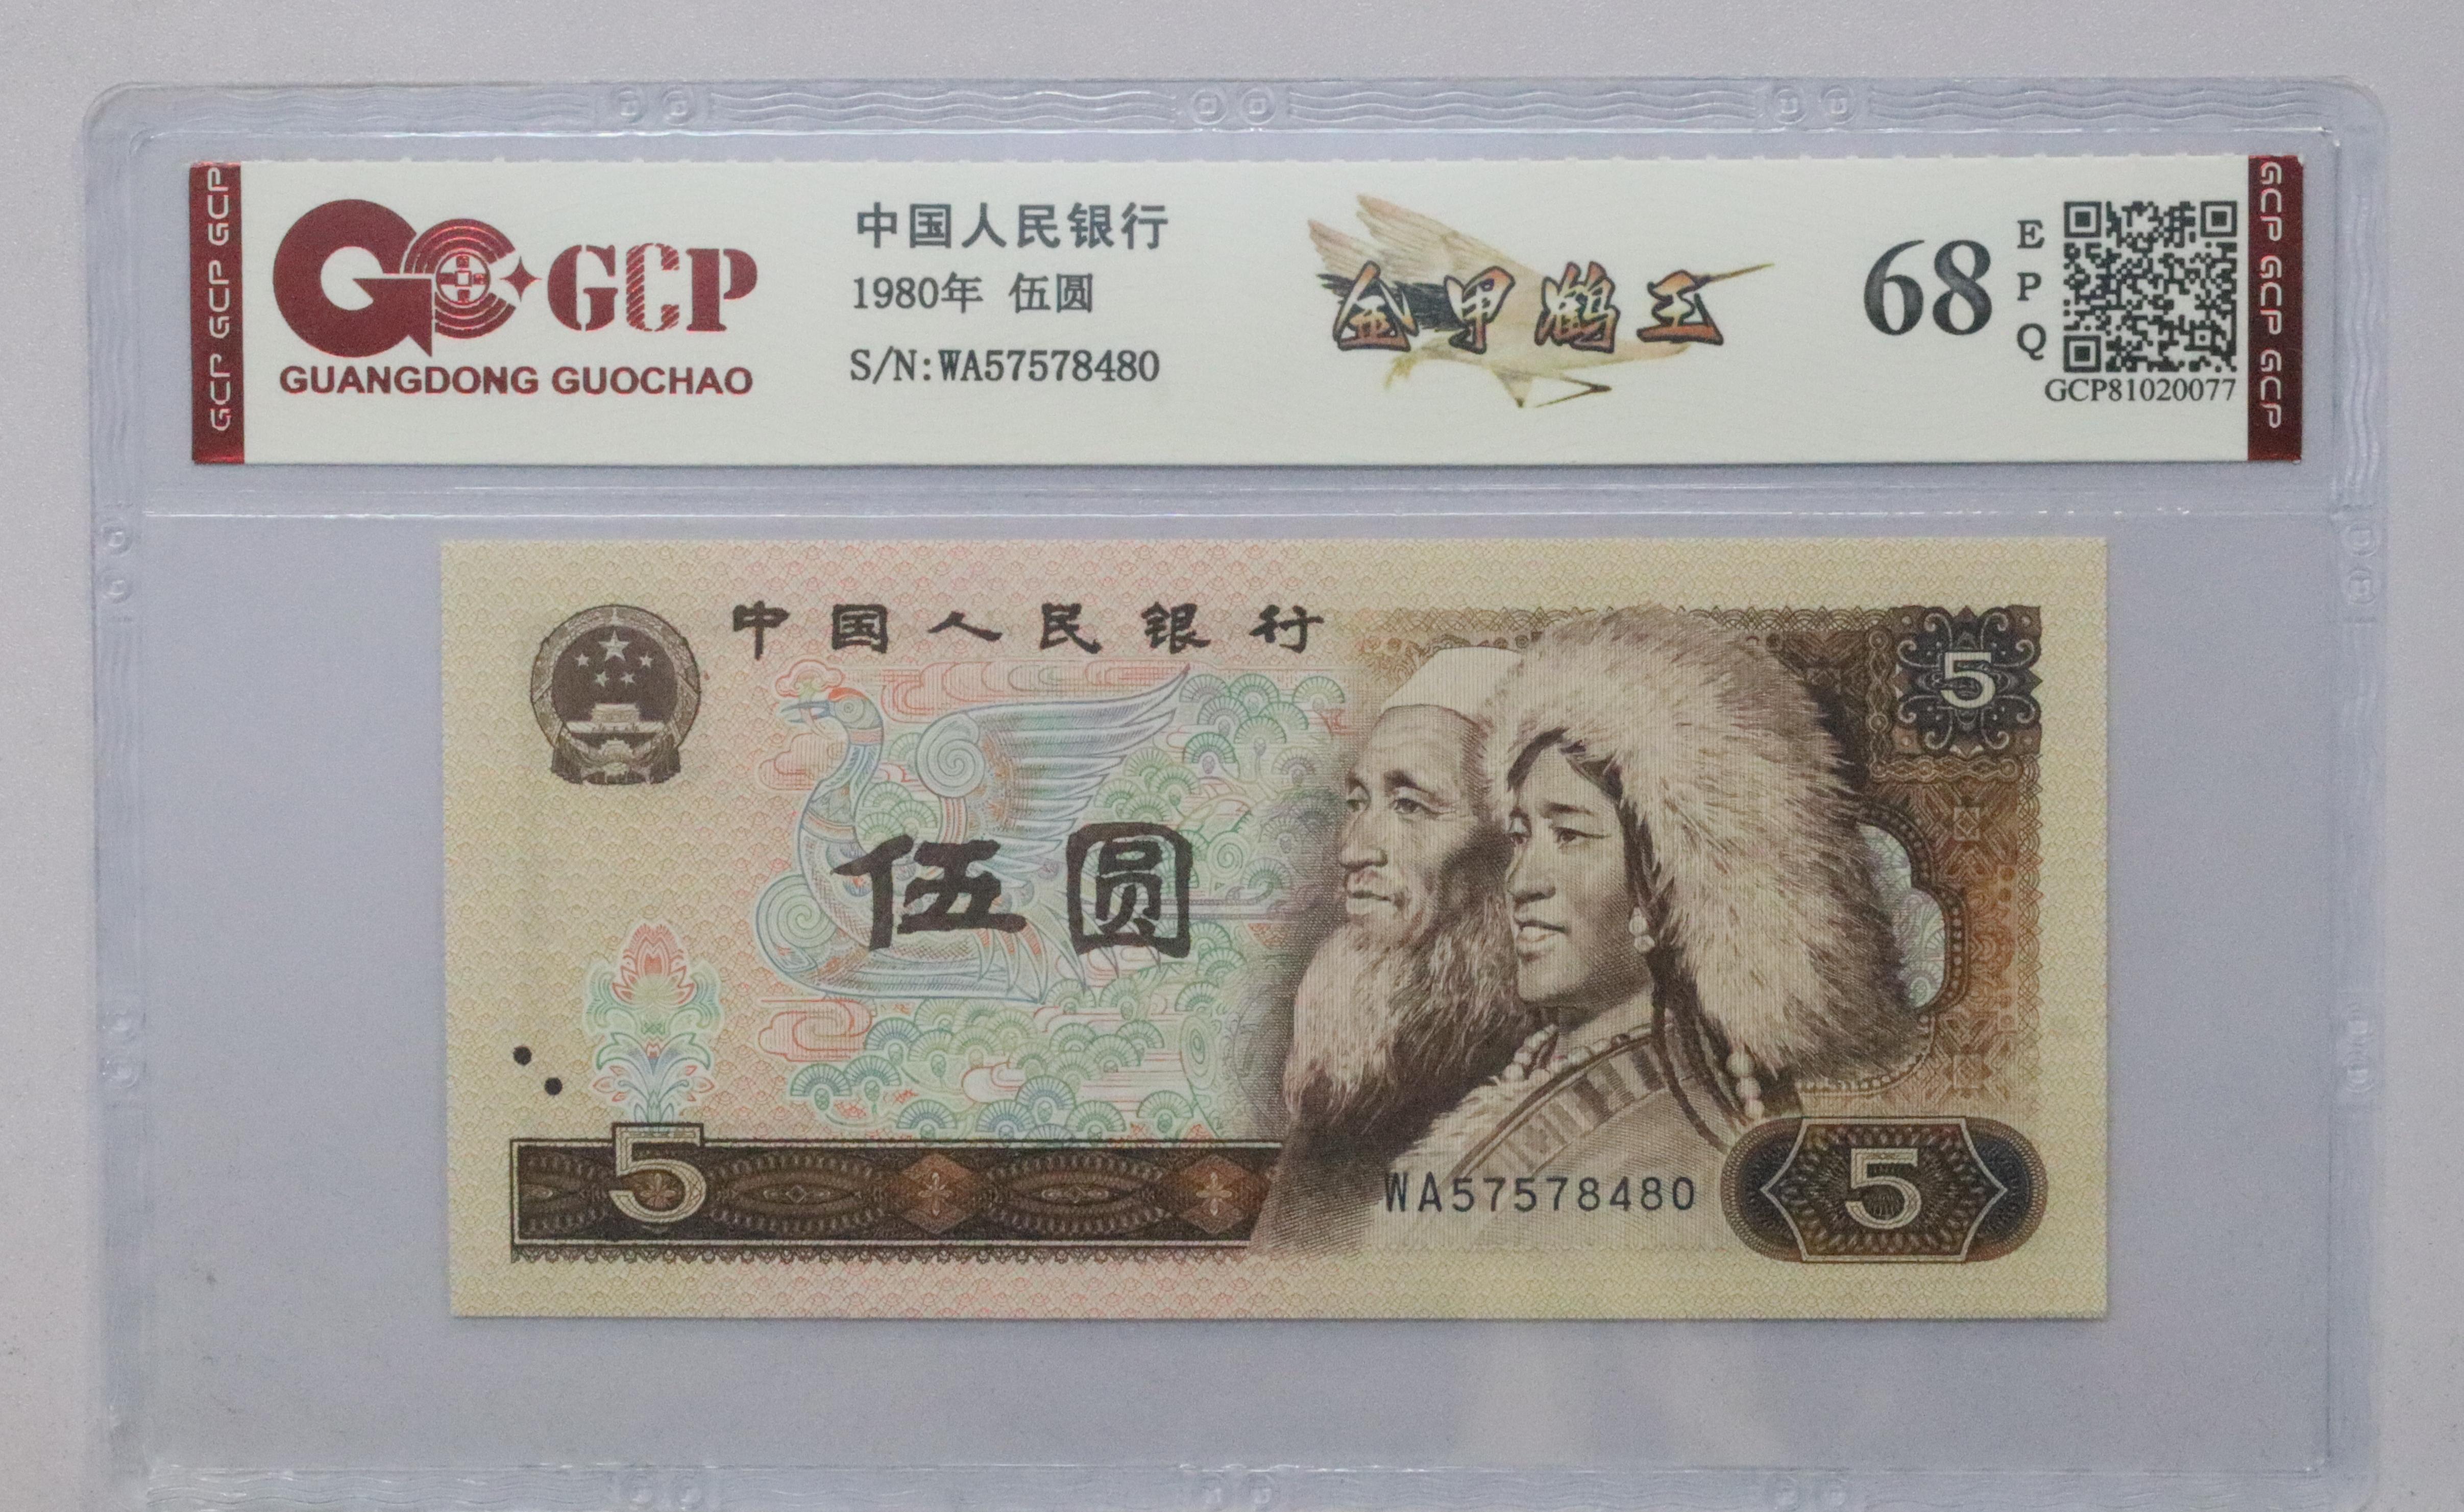 GCP GCP GCP
GCP
GUANGDONG GUOCHAO
中国人民银行
1980年 伍圆
S/N:WA57578480
金甲鹤王
68
E
P
Q
GCP81020077
GCP GCP GCP
中国人民银行
5
伍圆
5
WA57578480
5